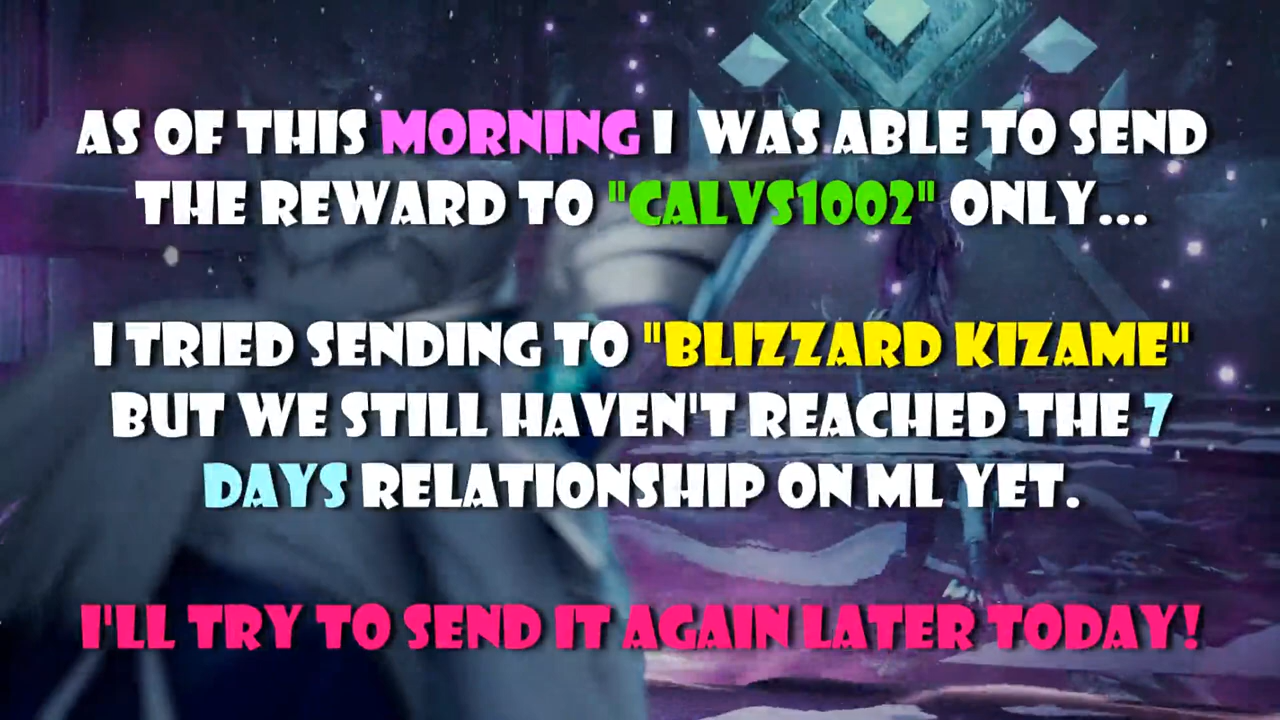 AS OF THIS MORNING I WAS ABLE TO SEND
THE REWARD TO "CALVS1002" ONLY...
I TRIED SENDING TO "BLIZZARD KIZAME"
BUT WE STILL HAVEN'T REACHED THE 7
DAYS RELATIONSHIP ON ML YET.
I'LL TRY TO SEND IT AGAIN LATER TODAY!